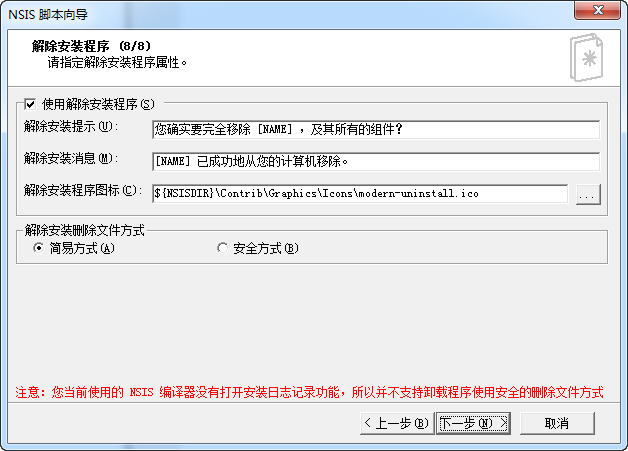 NSIS 脚本向导
解除安装程序 (8/8)
请指定解除安装程序属性。
使用解除安装程序(S)
解除安装提示(U):
您确实要完全移除 [NAME] ，及其所有的组件？
解除安装消息(M):
[NAME] 已成功地从您的计算机移除。
解除安装程序图标(C):
${NSISDIR}\Contrib\Graphics\Icons\modern-uninstall.ico
...
解除安装删除文件方式
简易方式(A)
安全方式(B)
注意: 您当前使用的 NSIS 编译器没有打开安装日志记录功能，所以并不支持卸载程序使用安全的删除文件方式
< 上一步(B)
下一步(N) >
取消